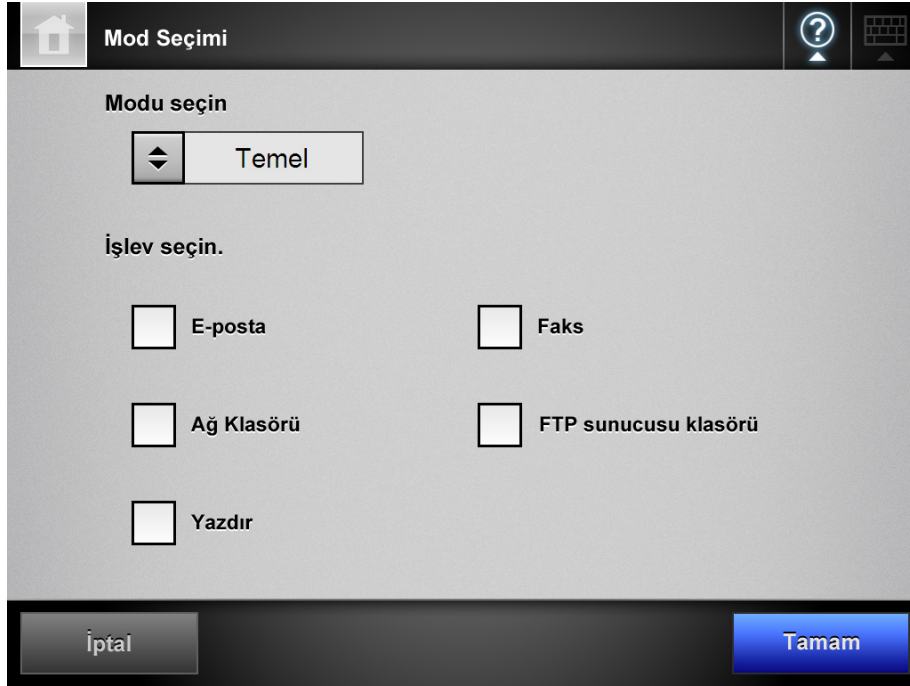 Mod Seçimi
?
Modu seçin
Temel
İşlev seçin.
E-posta
Faks
Ağ Klasörü
FTP sunucusu klasörü
Yazdır
İptal
Tamam